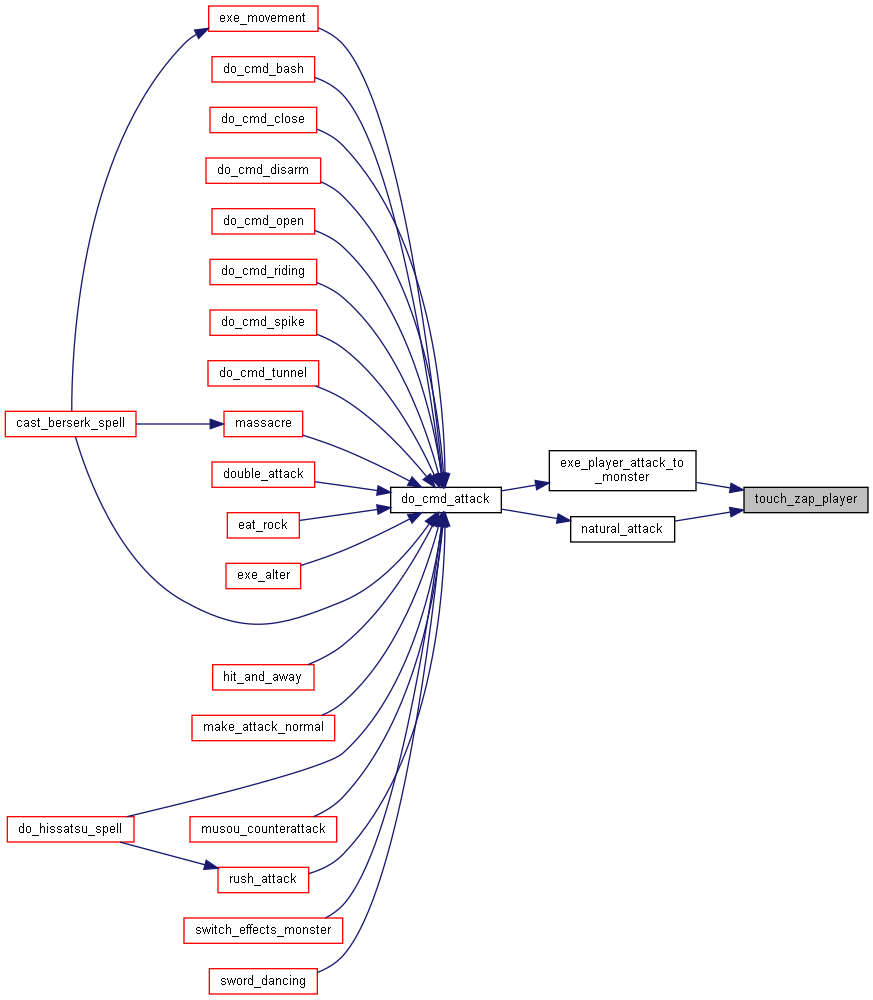 exe_movement
do_cmd_bash
do_cmd_close
do_cmd_disarm
do_cmd_open
do_cmd_riding
do_cmd_spike
do_cmd_tunnel
cast_berserk_spell
massacre
double_attack
eat_rock
exe_alter
do_cmd_attack
exe_player_attack_to
_monster
natural_attack
touch_zap_player
hit_and_away
make_attack_normal
do_hissatsu_spell
musou_counterattack
rush_attack
switch_effects_monster
sword_dancing